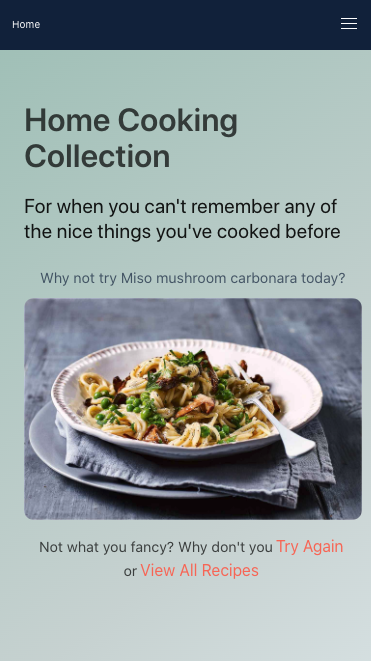 Home
Home Cooking
Collection
For when you can't remember any of
the nice things you've cooked before
Why not try Miso mushroom carbonara today?
Not what you fancy? Why don't you Try Again
or View All Recipes